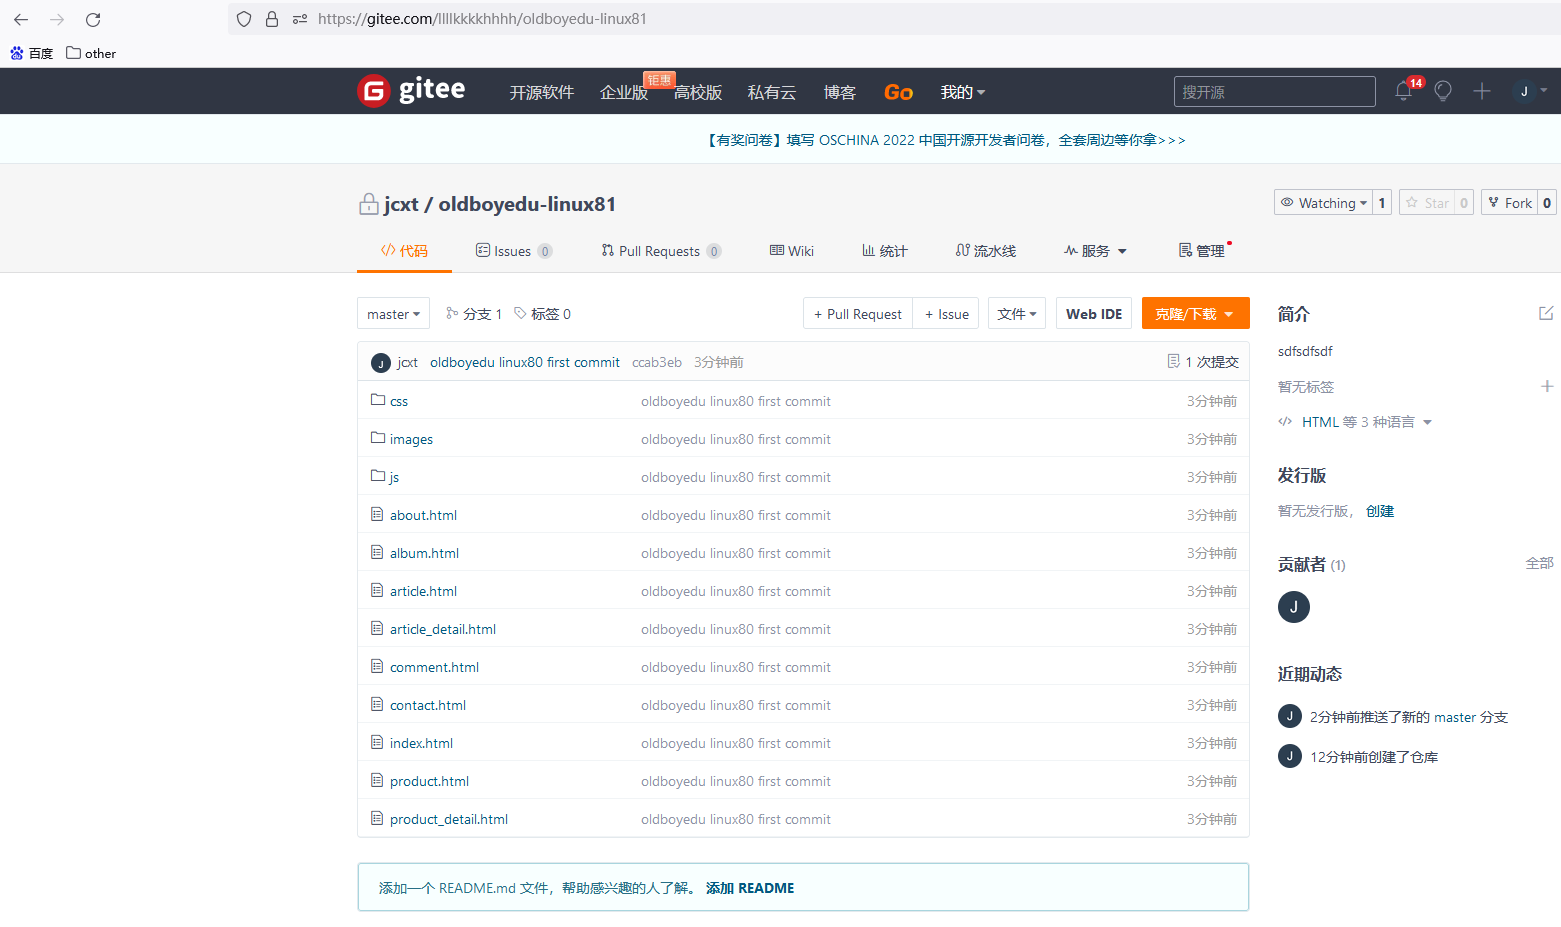 https://gitee.com/llllkkkkhhhh/oldboyedu-linux81
百度 other
gitee 开源软件 企业版 钜惠 高校版 私有云 博客 Go 我的 搜开源 14 J
【有奖问卷】填写 OSCHINA 2022 中国开源开发者问卷，全套周边等你拿>>>
jcxt / oldboyedu-linux81 Watching 1 Star 0 Fork 0
</> 代码 Issues 0 Pull Requests 0 Wiki 统计 流水线 服务 管理
master 分支 1 标签 0 + Pull Request + Issue 文件 Web IDE 克隆/下载
J jcxt oldboyedu linux80 first commit ccab3eb 3分钟前 1 次提交
css oldboyedu linux80 first commit 3分钟前
images oldboyedu linux80 first commit 3分钟前
js oldboyedu linux80 first commit 3分钟前
about.html oldboyedu linux80 first commit 3分钟前
album.html oldboyedu linux80 first commit 3分钟前
article.html oldboyedu linux80 first commit 3分钟前
article_detail.html oldboyedu linux80 first commit 3分钟前
comment.html oldboyedu linux80 first commit 3分钟前
contact.html oldboyedu linux80 first commit 3分钟前
index.html oldboyedu linux80 first commit 3分钟前
product.html oldboyedu linux80 first commit 3分钟前
product_detail.html oldboyedu linux80 first commit 3分钟前
添加一个 README.md 文件，帮助感兴趣的人了解。 添加 README
简介
sdfsdfsdf
暂无标签
</> HTML 等 3 种语言
发行版
暂无发行版， 创建
贡献者 (1) 全部
J
近期动态
J 2分钟前推送了新的 master 分支
J 12分钟前创建了仓库